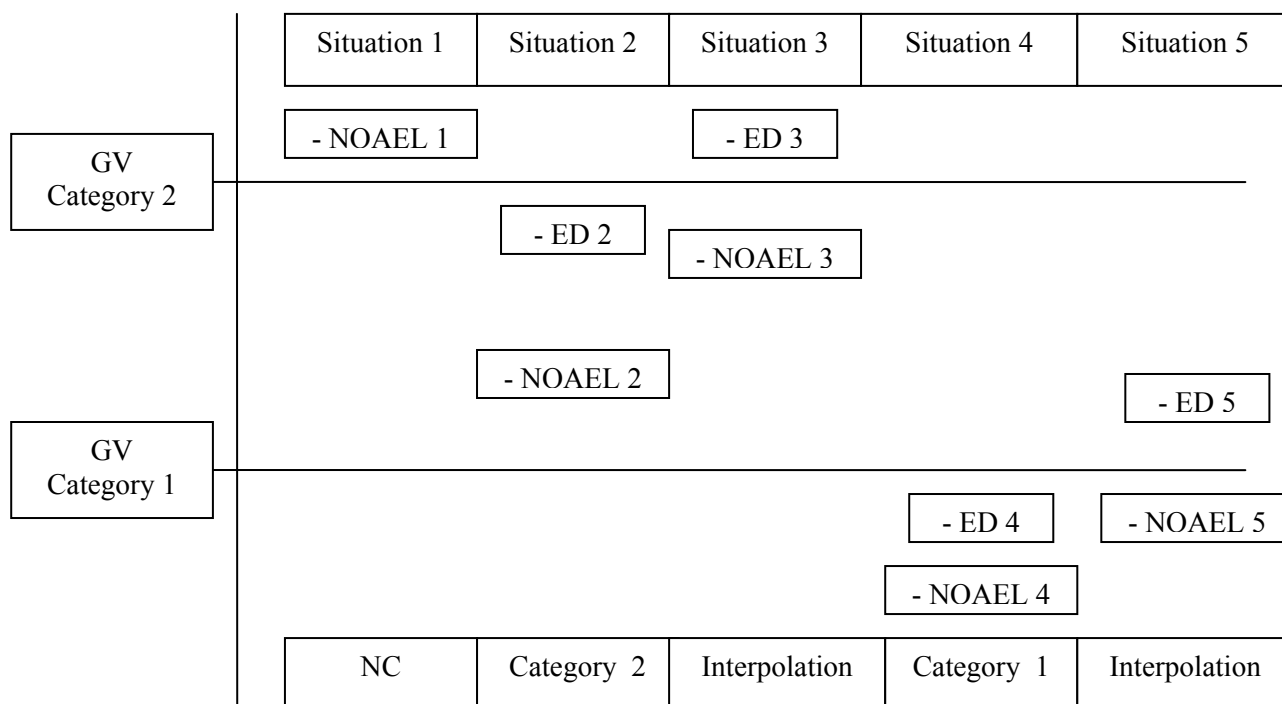 Situation 1
Situation 2
Situation 3
Situation 4
Situation 5
- NOAEL 1
- ED 3
GV
Category 2
- ED 2
- NOAEL 3
- NOAEL 2
- ED 5
GV
Category 1
- ED 4
- NOAEL 5
- NOAEL 4
NC
Category 2
Interpolation
Category 1
Interpolation